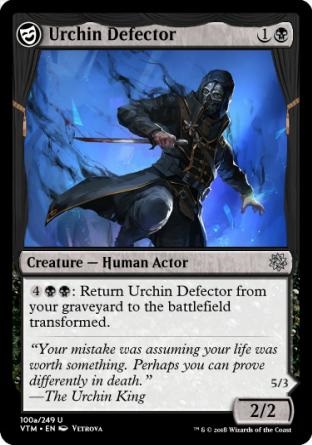 Urchin Defector 1
Creature — Human Actor
4: Return Urchin Defector from
your graveyard to the battlefield
transformed.
“Your mistake was assuming your life was
worth something. Perhaps you can prove
differently in death.”
—The Urchin King
5/3
2/2
100a/249 U
VTM • EN Vetrova
™ & © 2018 Wizards of the Coast